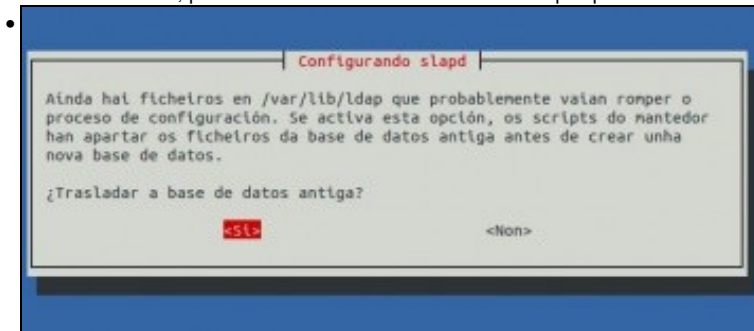 Configurando slapd
Aínda hai ficheiros en /var/lib/ldap que probablemente vaian romper o
proceso de configuración. Se activa esta opción, os scripts do mantedor
han apartar os ficheiros da base de datos antiga antes de crear unha
nova base de datos.
¿Trasladar a base de datos antiga?
<Si> <Non>